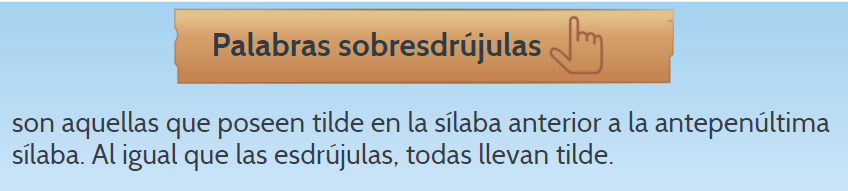 Palabras sobresdrújulas
son aquellas que poseen tilde en la sílaba anterior a la antepenúltima
sílaba. Al igual que las esdrújulas, todas llevan tilde.